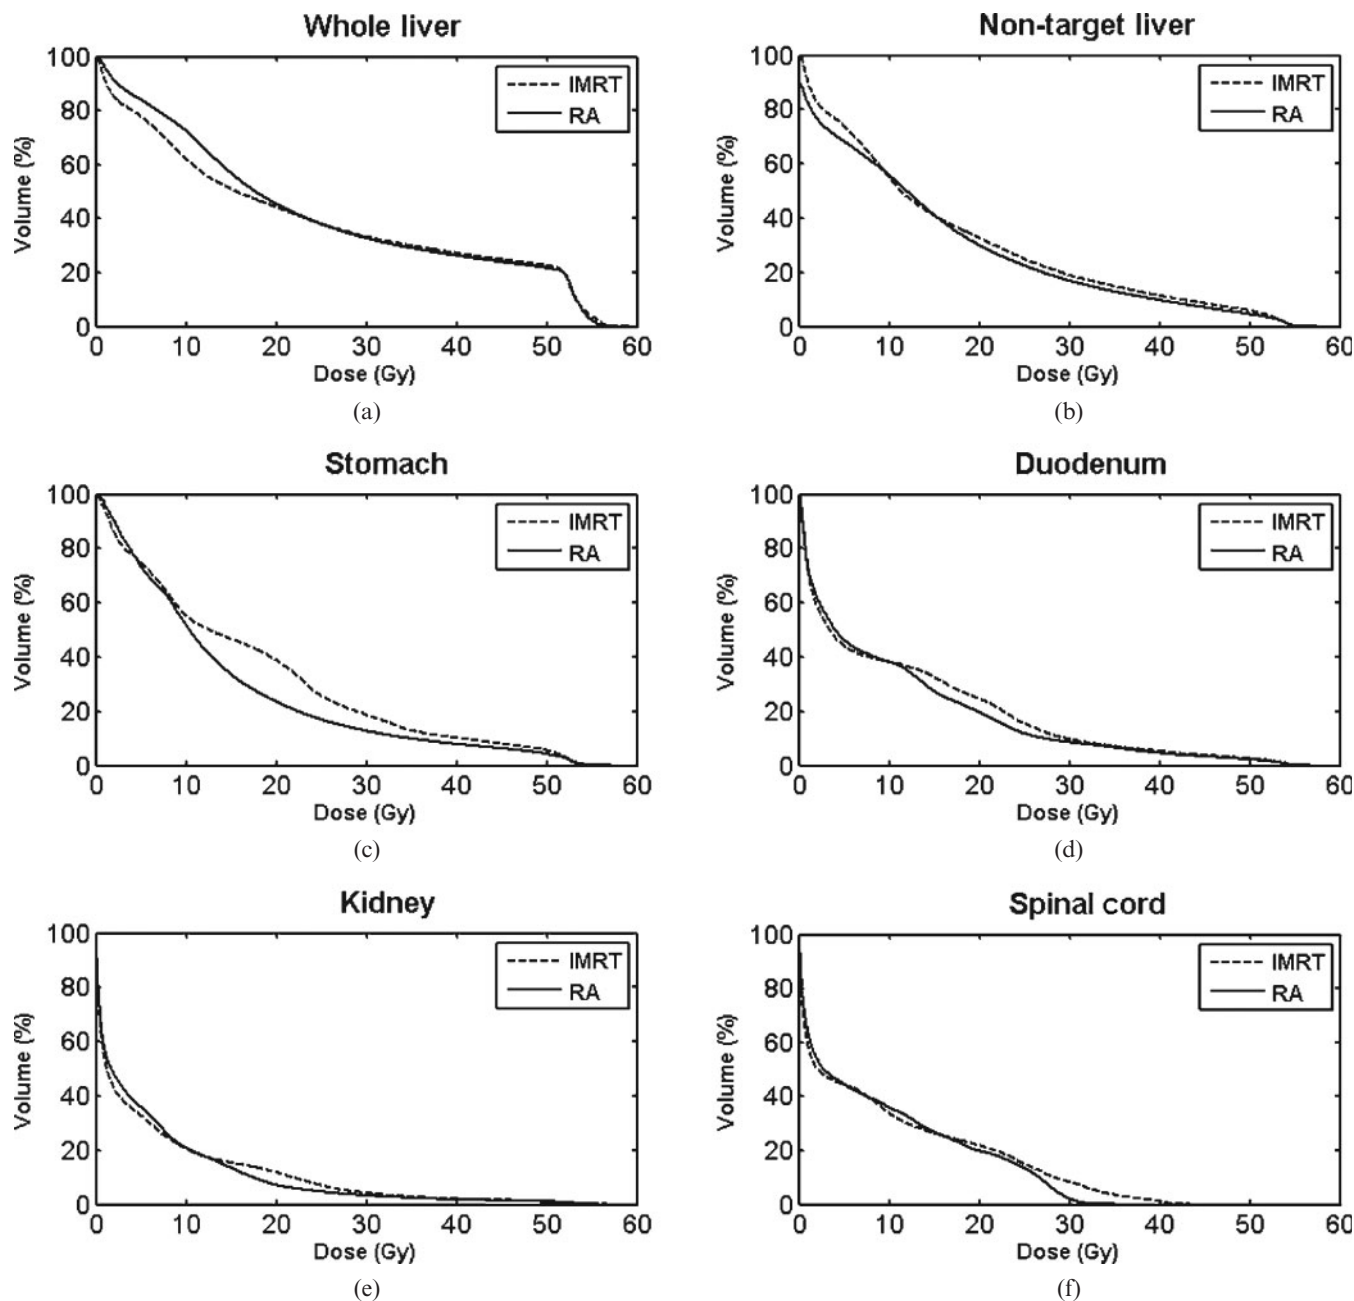 Whole liver
100
80
60
40
20
0
Volume (%)
IMRT
RA
0 10 20 30 40 50 60
Dose (Gy)
(a)
Non-target liver
100
80
60
40
20
0
Volume (%)
IMRT
RA
0 10 20 30 40 50 60
Dose (Gy)
(b)
Stomach
100
80
60
40
20
0
Volume (%)
IMRT
RA
0 10 20 30 40 50 60
Dose (Gy)
(c)
Duodenum
100
80
60
40
20
0
Volume (%)
IMRT
RA
0 10 20 30 40 50 60
Dose (Gy)
(d)
Kidney
100
80
60
40
20
0
Volume (%)
IMRT
RA
0 10 20 30 40 50 60
Dose (Gy)
(e)
Spinal cord
100
80
60
40
20
0
Volume (%)
IMRT
RA
0 10 20 30 40 50 60
Dose (Gy)
(f)